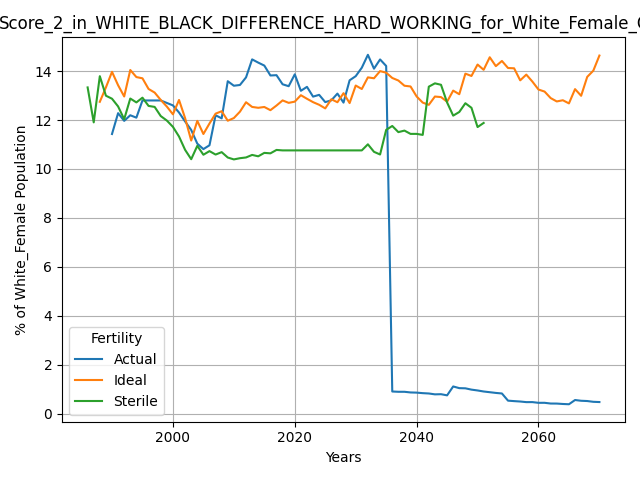 Score_2_in_WHITE_BLACK_DIFFERENCE_HARD_WORKING_for_White_Female_
% of White_Female Population
14
12
10
8
6
4
2
0
Fertility
Actual
Ideal
Sterile
2000 2020 2040 2060
Years